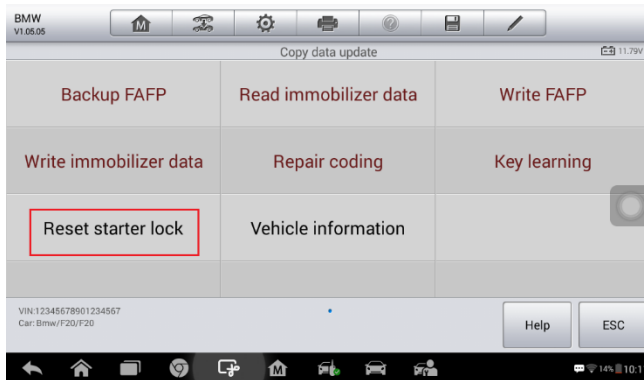 BMW
V1.05.05
Copy data update
11.79V
Backup FAFP
Read immobilizer data
Write FAFP
Write immobilizer data
Repair coding
Key learning
Reset starter lock
Vehicle information
VIN:12345678901234567
Car:Bmw/F20/F20
Help
ESC
14%